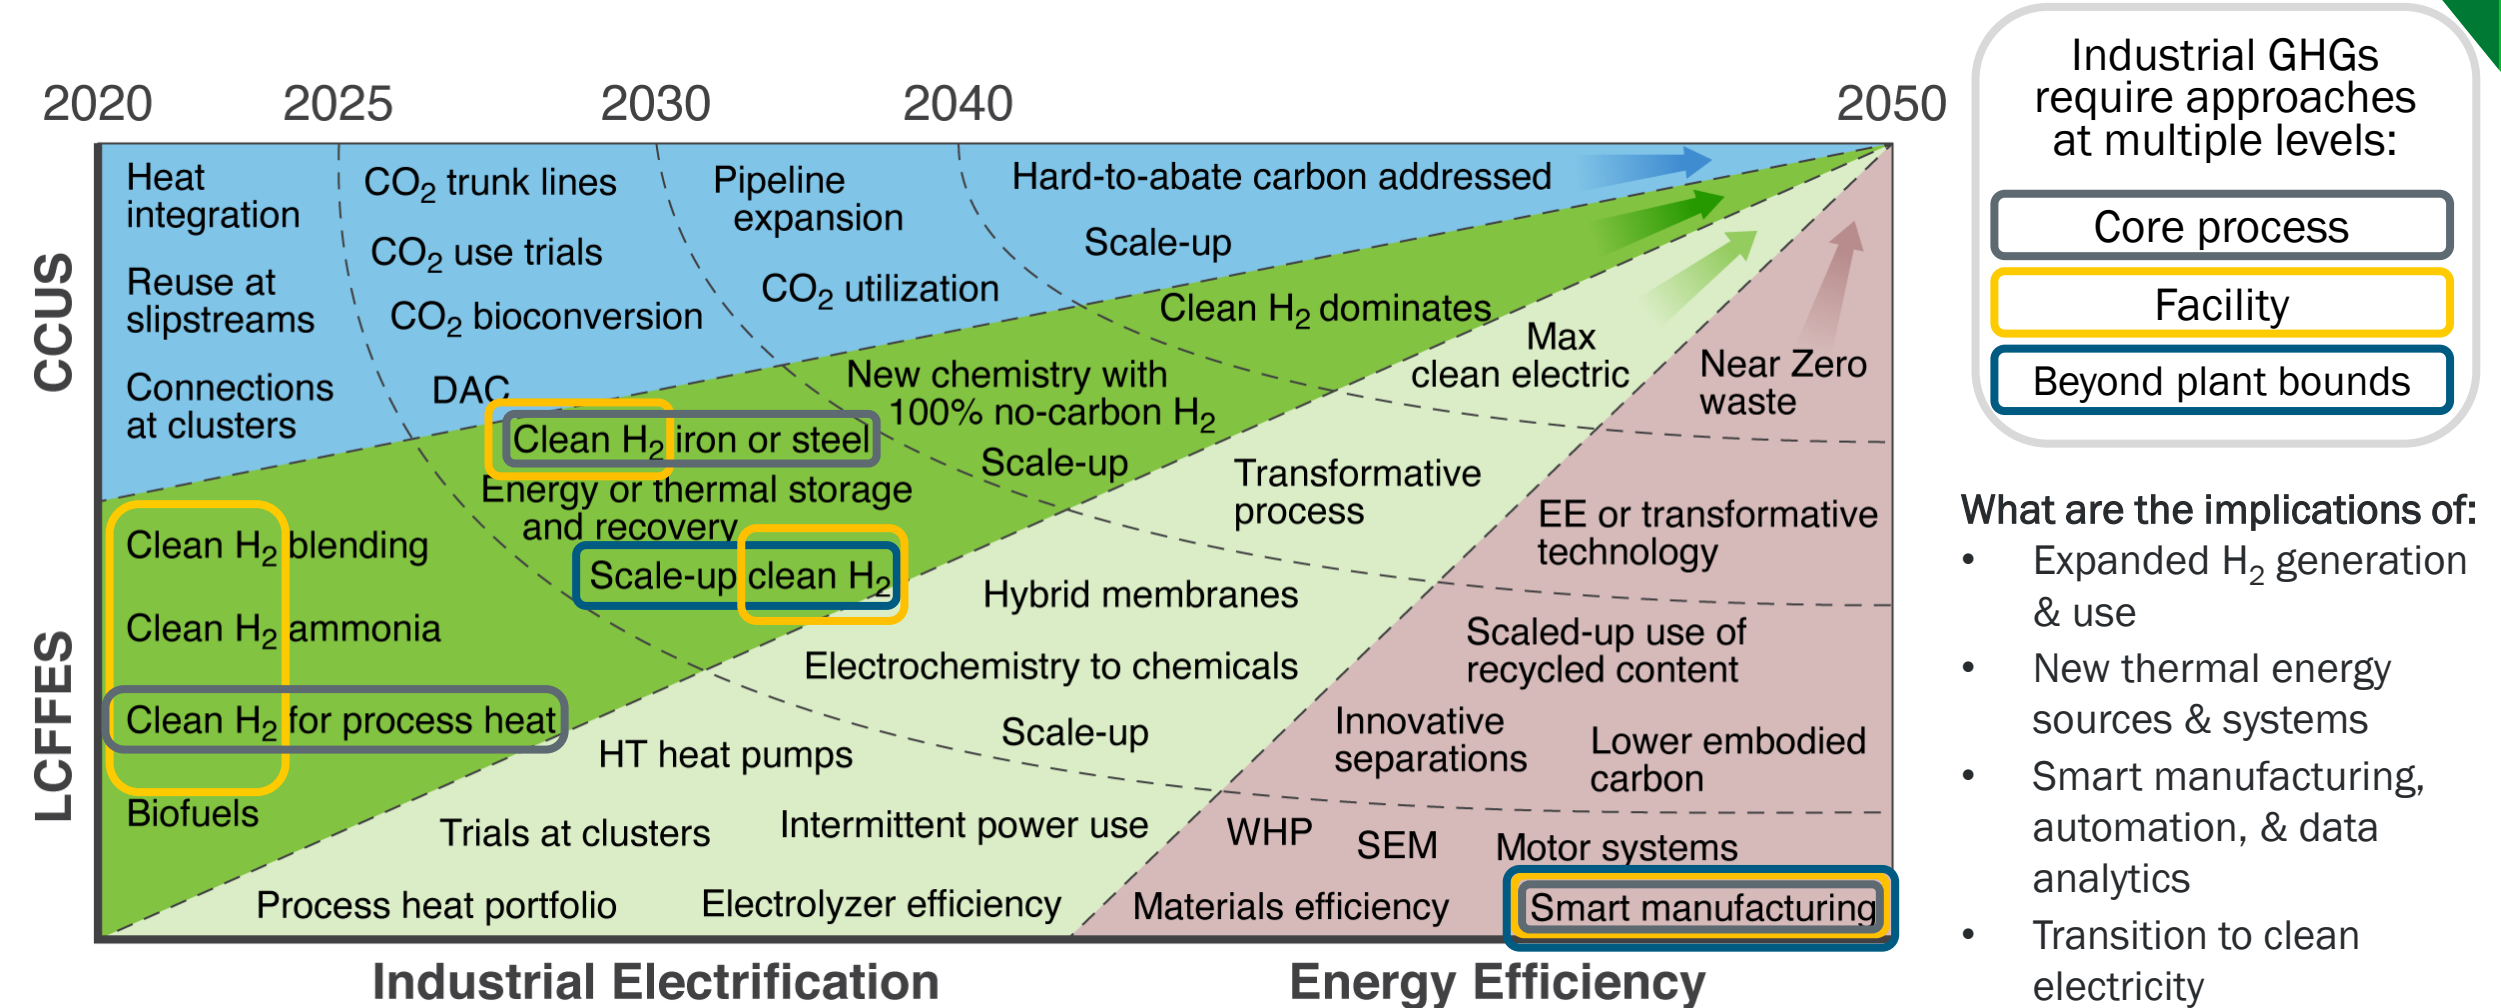 2020 2025 2030 2040 2050
CCUS
Heat
integration
Reuse at
slipstreams
Connections
at clusters
CO2 trunk lines
CO2 use trials
CO2 bioconversion
DAC
Pipeline
expansion
CO2 utilization
Hard-to-abate carbon addressed
Scale-up
LCFFES
Clean H2 blending
Clean H2 ammonia
Clean H2 for process heat
Biofuels
Clean H2 iron or steel
Energy or thermal storage
and recovery
Scale-up clean H2
New chemistry with
100% no-carbon H2
Scale-up
Clean H2 dominates
Process heat portfolio
Trials at clusters
HT heat pumps
Intermittent power use
Electrolyzer efficiency
Hybrid membranes
Electrochemistry to chemicals
Scale-up
Transformative
process
Max
clean electric
WHP
SEM
Motor systems
Materials efficiency
Smart manufacturing
Scaled-up use of
recycled content
Innovative
separations
Lower embodied
carbon
EE or transformative
technology
Near Zero
waste
Industrial Electrification
Energy Efficiency
Industrial GHGs
require approaches
at multiple levels:
Core process
Facility
Beyond plant bounds
What are the implications of:
• Expanded H2 generation
& use
• New thermal energy
sources & systems
• Smart manufacturing,
automation, & data
analytics
• Transition to clean
electricity